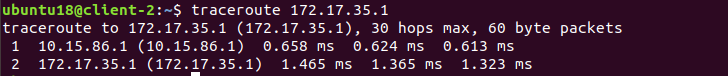 ubuntu18@client-2:~$ traceroute 172.17.35.1
traceroute to 172.17.35.1 (172.17.35.1), 30 hops max, 60 byte packets
1 10.15.86.1 (10.15.86.1) 0.658 ms 0.624 ms 0.613 ms
2 172.17.35.1 (172.17.35.1) 1.465 ms 1.365 ms 1.323 ms